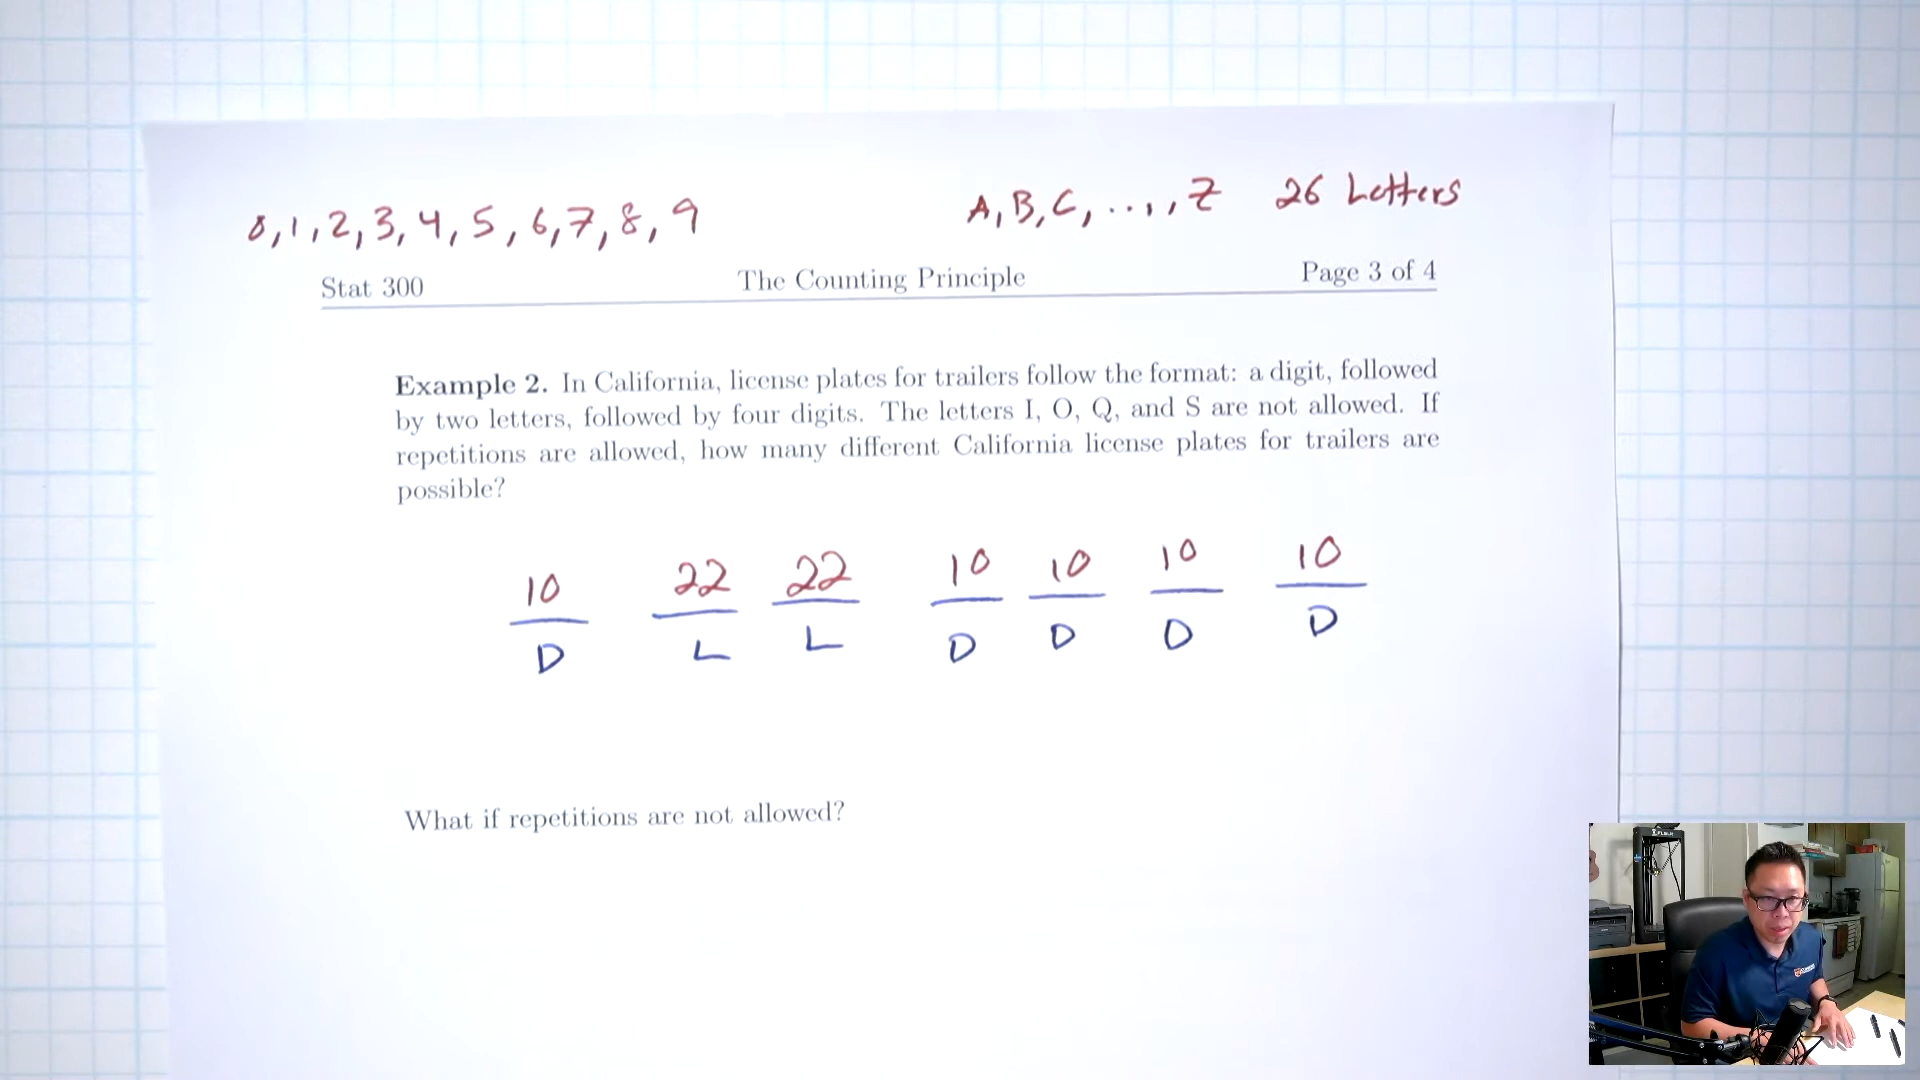 0,1,2,3,4,5,6,7,8,9
A,B,C,...,,Z 26 Letters
Stat 300 The Counting Principle Page 3 of 4
Example 2. In California, license plates for trailers follow the format: a digit, followed
by two letters, followed by four digits. The letters I, O, Q, and S are not allowed. If
repetitions are allowed, how many different California license plates for trailers are
possible?
10 22 22 10 10 10 10
D L L D D D D
What if repetitions are not allowed?